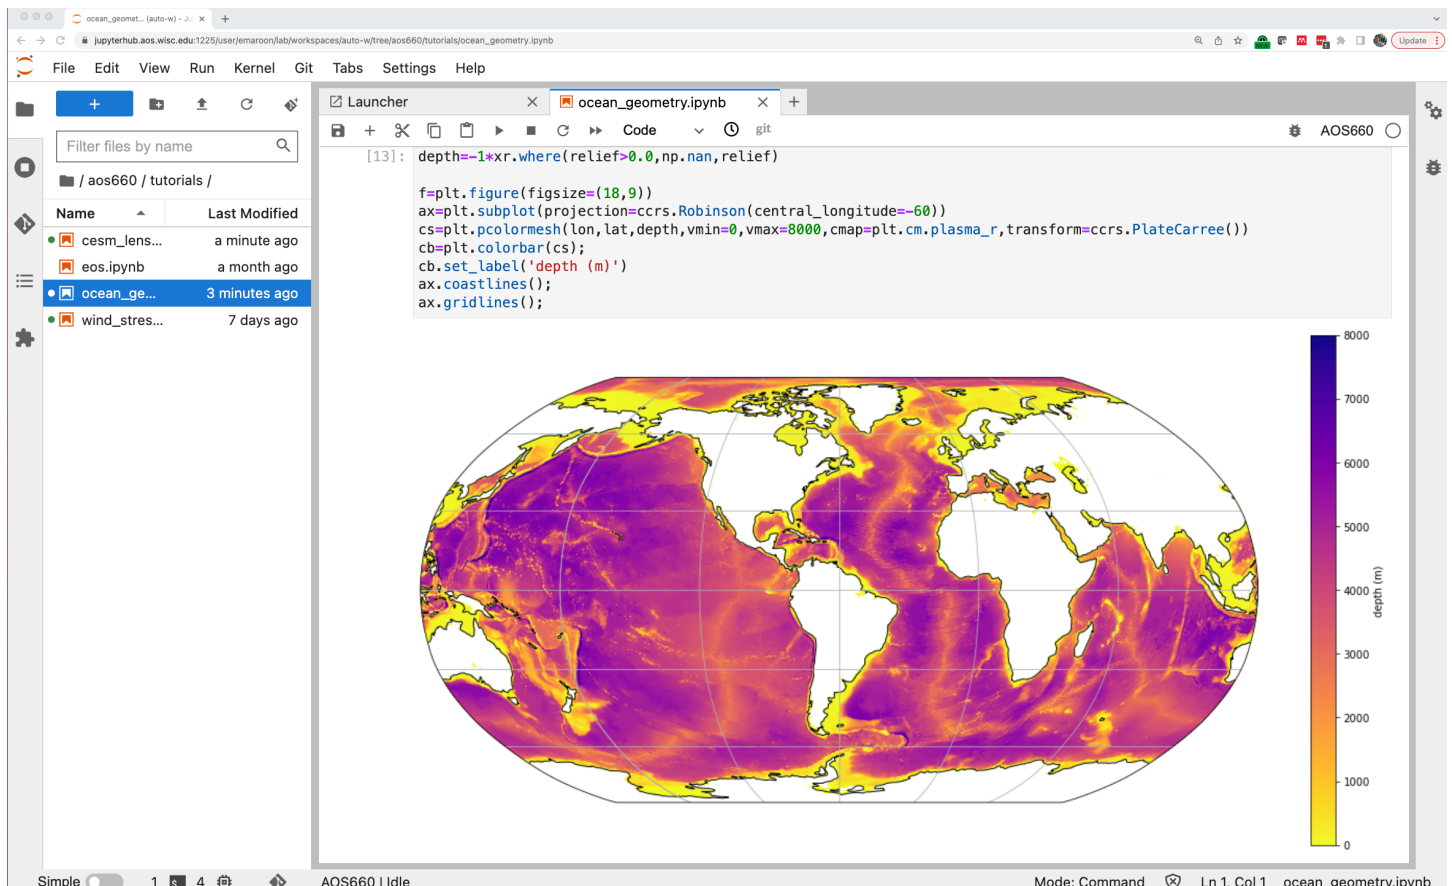 ocean_geomet... (auto-w) - Ju
jupyterhub.aos.wisc.edu:1225/user/emaroon/lab/workspaces/auto-w/tree/aos660/tutorials/ocean_geometry.ipynb
Update
File Edit View Run Kernel Git Tabs Settings Help
Launcher
ocean_geometry.ipynb
Code
git
AOS660
Filter files by name
/ aos660 / tutorials /
Name Last Modified
cesm_lens... a minute ago
eos.ipynb a month ago
ocean_ge... 3 minutes ago
wind_stres... 7 days ago
[13]: depth=-1*xr.where(relief>0.0,np.nan,relief)
f=plt.figure(figsize=(18,9))
ax=plt.subplot(projection=ccrs.Robinson(central_longitude=-60))
cs=plt.pcolormesh(lon,lat,depth,vmin=0,vmax=8000,cmap=plt.cm.plasma_r,transform=ccrs.PlateCarree())
cb=plt.colorbar(cs);
cb.set_label('depth (m)')
ax.coastlines();
ax.gridlines();
8000
7000
6000
5000
4000
3000
2000
1000
0
depth (m)
Simple 1 4 AOS660 | Idle Mode: Command Ln 1, Col 1 ocean_geometry.ipynb